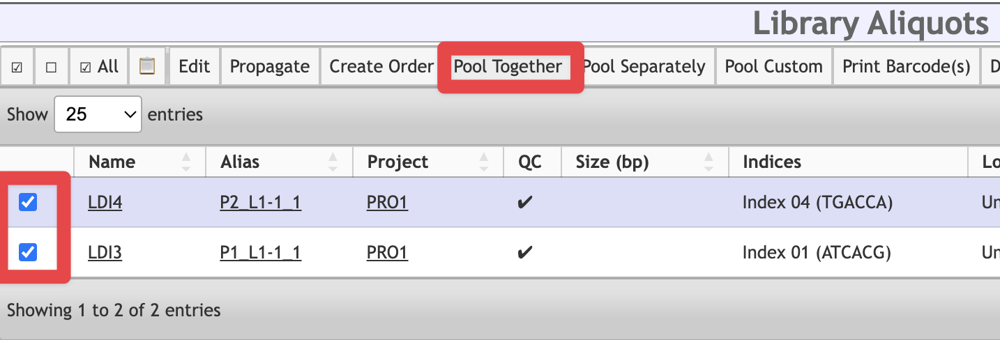 Library Aliquots
All Edit Propagate Create Order Pool Together Pool Separately Pool Custom Print Barcode(s) D
Show 25 entries
Name Alias Project QC Size (bp) Indices Lo
LDI4 P2_L1-1_1 PRO1 ✔ Index 04 (TGACCA) Un
LDI3 P1_L1-1_1 PRO1 ✔ Index 01 (ATCACG) Un
Showing 1 to 2 of 2 entries